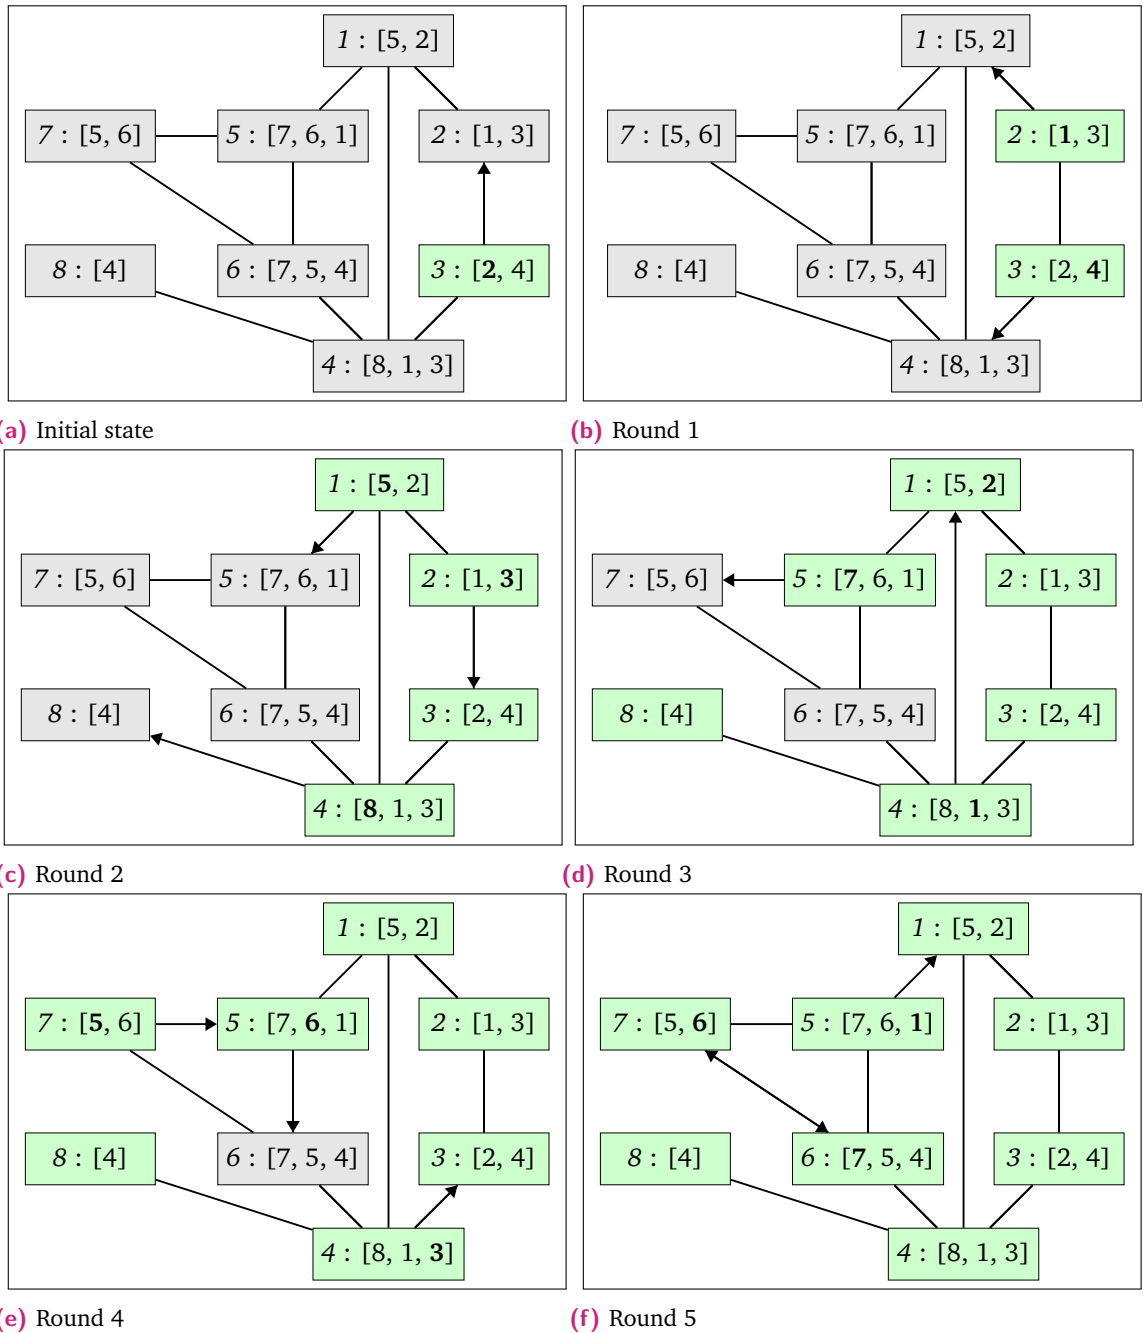 1 : [5, 2]
7 : [5, 6]
5 : [7, 6, 1]
2 : [1, 3]
8 : [4]
6 : [7, 5, 4]
3 : [2, 4]
4 : [8, 1, 3]
(a) Initial state
1 : [5, 2]
7 : [5, 6]
5 : [7, 6, 1]
2 : [1, 3]
8 : [4]
6 : [7, 5, 4]
3 : [2, 4]
4 : [8, 1, 3]
(b) Round 1
1 : [5, 2]
7 : [5, 6]
5 : [7, 6, 1]
2 : [1, 3]
8 : [4]
6 : [7, 5, 4]
3 : [2, 4]
4 : [8, 1, 3]
(c) Round 2
1 : [5, 2]
7 : [5, 6]
5 : [7, 6, 1]
2 : [1, 3]
8 : [4]
6 : [7, 5, 4]
3 : [2, 4]
4 : [8, 1, 3]
(d) Round 3
1 : [5, 2]
7 : [5, 6]
5 : [7, 6, 1]
2 : [1, 3]
8 : [4]
6 : [7, 5, 4]
3 : [2, 4]
4 : [8, 1, 3]
(e) Round 4
1 : [5, 2]
7 : [5, 6]
5 : [7, 6, 1]
2 : [1, 3]
8 : [4]
6 : [7, 5, 4]
3 : [2, 4]
4 : [8, 1, 3]
(f) Round 5